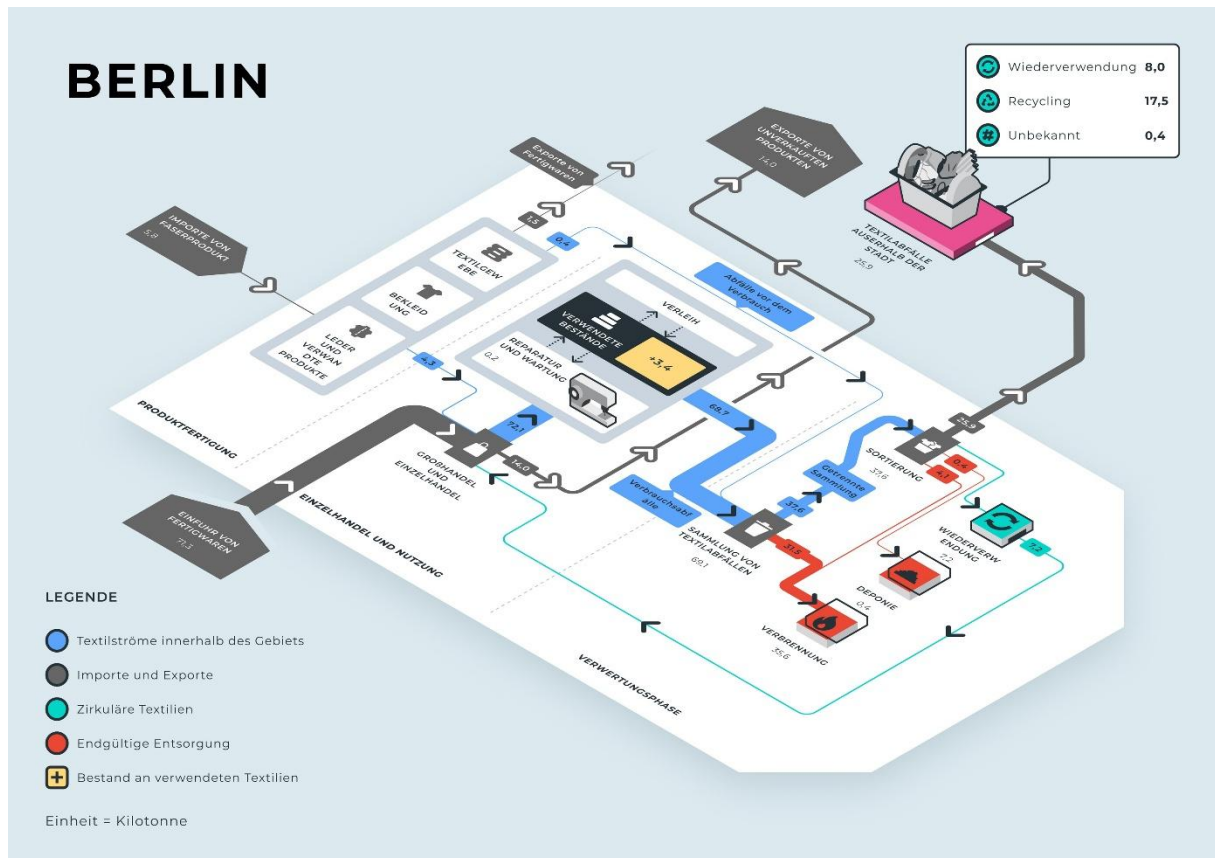 BERLIN
Wiederverwendung 8,0
Recycling 17,5
Unbekannt 0,4
EXPORTE VON
UNVERKAUFTEN
PRODUKTEN
14,0
Exporte von
Fertigwaren
1,5
IMPORTE VON
FASERPRODUKT
5,8
TEXTILABFÄLLE
AUSERHALB DER
STADT
25,9
TEXTILGEW
EBE
BEKLEID
UNG
LEDER
UND
VERWAN
DTE
PRODUKTE
0,4
Abfälle vor dem
Verbrauch
VERLEIH
VERWENDETE
BESTÄNDE
+3,4
REPARATUR
UND WARTUNG
0,2
4,3
PRODUKTFERTIGUNG
72,1
68,7
GROßHANDEL
UND
EINZELHANDEL
14,0
EINFUHR VON
FERTIGWAREN
71,3
EINZELHANDEL UND NUTZUNG
Verbrauchsabf
älle
Getrennte
Sammlung
37,6
SAMMLUNG VON
TEXTILABFÄLLEN
69,1
31,5
25,9
SORTIERUNG
37,6
0,4
4,1
WIEDERVERW
ENDUNG
7,2
7,2
DEPONIE
0,4
VERBRENNUNG
35,6
VERWERTUNGSPHASE
LEGENDE
Textilströme innerhalb des Gebiets
Importe und Exporte
Zirkuläre Textilien
Endgültige Entsorgung
Bestand an verwendeten Textilien
Einheit = Kilotonne